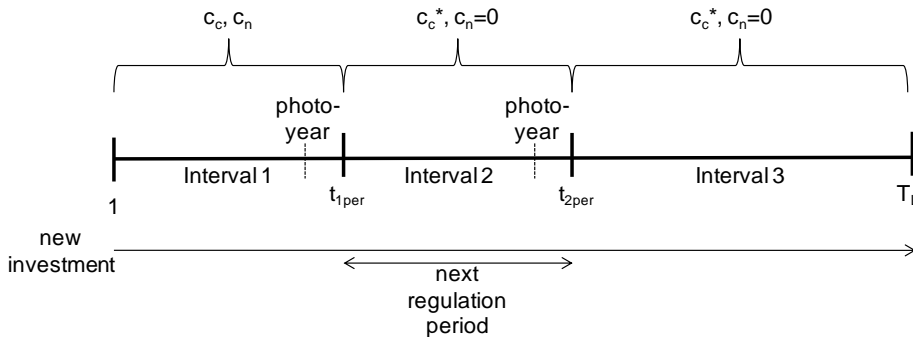 c_c, c_n
c_c*, c_n=0
c_c*, c_n=0
photo-
year
photo-
year
Interval 1
Interval 2
Interval 3
1
t_1per
t_2per
new
investment
next
regulation
period